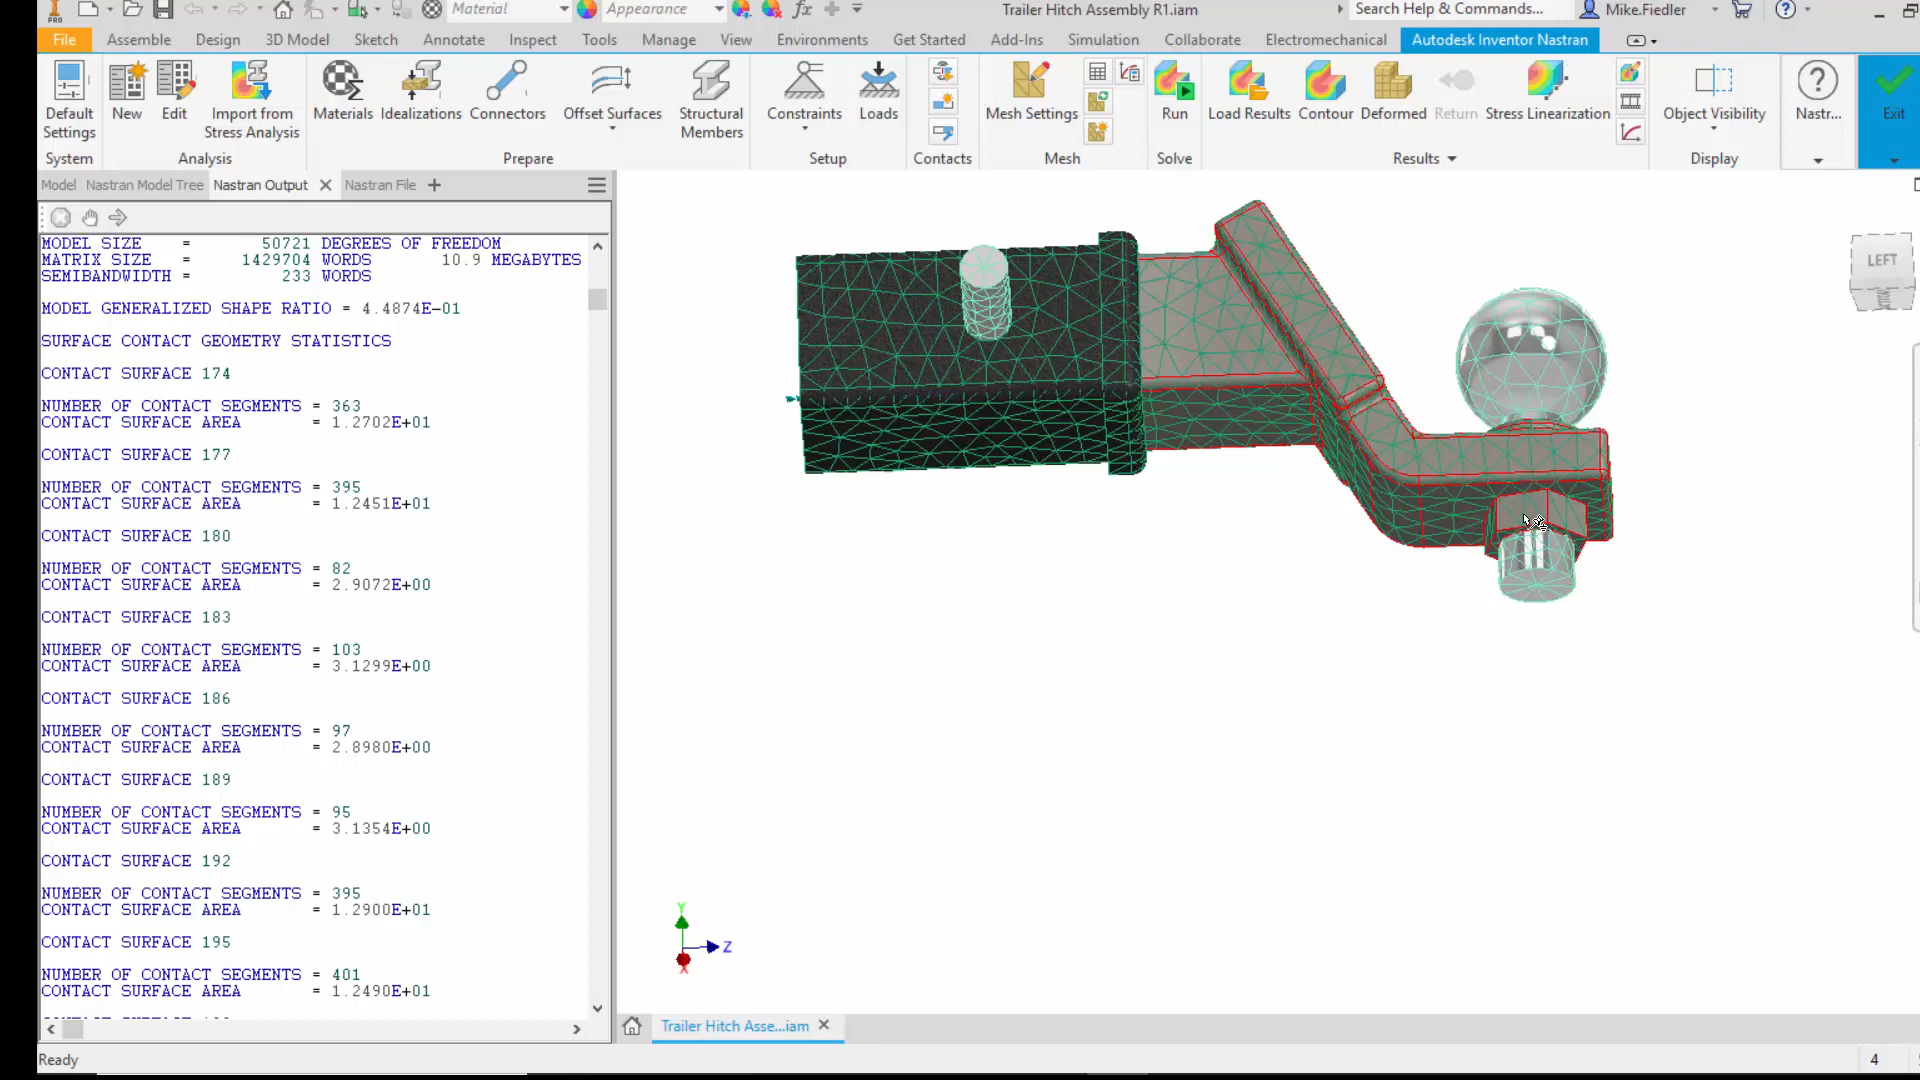 PRO
Material
Appearance
fx
Trailer Hitch Assembly R1.iam
Search Help & Commands...
Mike.Fiedler
File
Assemble
Design
3D Model
Sketch
Annotate
Inspect
Tools
Manage
View
Environments
Get Started
Add-Ins
Simulation
Collaborate
Electromechanical
Autodesk Inventor Nastran
Default Settings
New
Edit
Import from Stress Analysis
Materials
Idealizations
Connectors
Offset Surfaces
Structural Members
Constraints
Loads
Mesh Settings
Run
Load Results
Contour
Deformed
Return
Stress Linearization
Object Visibility
Nastr...
Exit
System
Analysis
Prepare
Setup
Contacts
Mesh
Solve
Results
Display
Model
Nastran Model Tree
Nastran Output
Nastran File
MODEL SIZE = 50721 DEGREES OF FREEDOM
MATRIX SIZE = 1429704 WORDS 10.9 MEGABYTES
SEMIBANDWIDTH = 233 WORDS
MODEL GENERALIZED SHAPE RATIO = 4.4874E-01
SURFACE CONTACT GEOMETRY STATISTICS
CONTACT SURFACE 174
NUMBER OF CONTACT SEGMENTS = 363
CONTACT SURFACE AREA = 1.2702E+01
CONTACT SURFACE 177
NUMBER OF CONTACT SEGMENTS = 395
CONTACT SURFACE AREA = 1.2451E+01
CONTACT SURFACE 180
NUMBER OF CONTACT SEGMENTS = 82
CONTACT SURFACE AREA = 2.9072E+00
CONTACT SURFACE 183
NUMBER OF CONTACT SEGMENTS = 103
CONTACT SURFACE AREA = 3.1299E+00
CONTACT SURFACE 186
NUMBER OF CONTACT SEGMENTS = 97
CONTACT SURFACE AREA = 2.8980E+00
CONTACT SURFACE 189
NUMBER OF CONTACT SEGMENTS = 95
CONTACT SURFACE AREA = 3.1354E+00
CONTACT SURFACE 192
NUMBER OF CONTACT SEGMENTS = 395
CONTACT SURFACE AREA = 1.2900E+01
CONTACT SURFACE 195
NUMBER OF CONTACT SEGMENTS = 401
CONTACT SURFACE AREA = 1.2490E+01
LEFT
Y
Z
X
Trailer Hitch Asse...iam
Ready
4